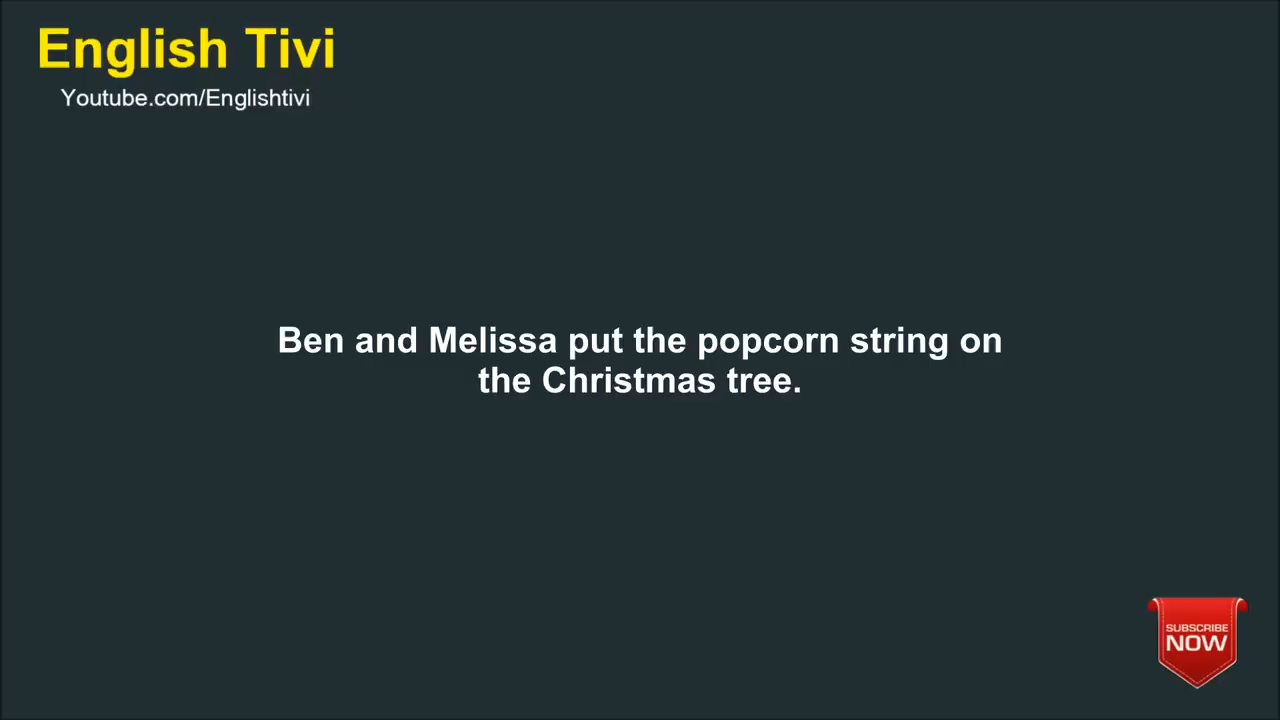 English Tivi
Youtube.com/Englishtivi
Ben and Melissa put the popcorn string on
the Christmas tree.
SUBSCRIBE
NOW